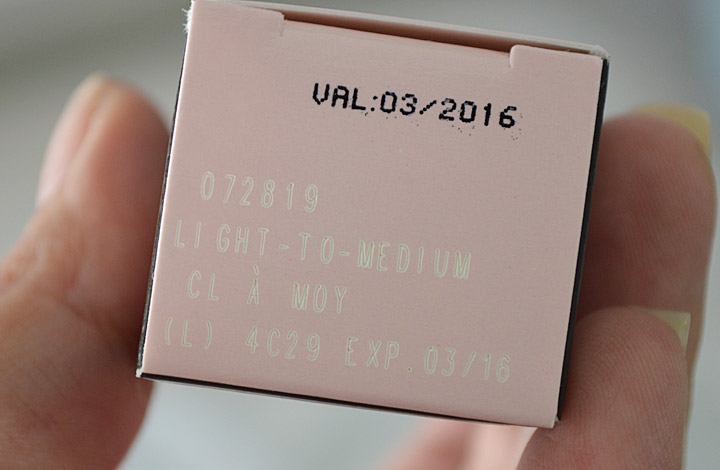 VAL:03/2016
072819
LIGHT-TO-MEDIUM
CL À MOY
(L) 4C29 EXP.03/16